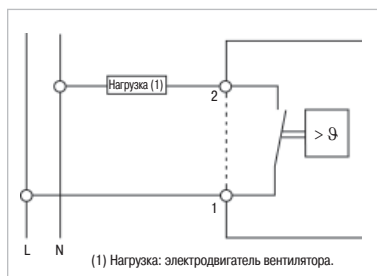 Нагрузка (1)
2
> ϑ
1
L
N
(1) Нагрузка: электродвигатель вентилятора.